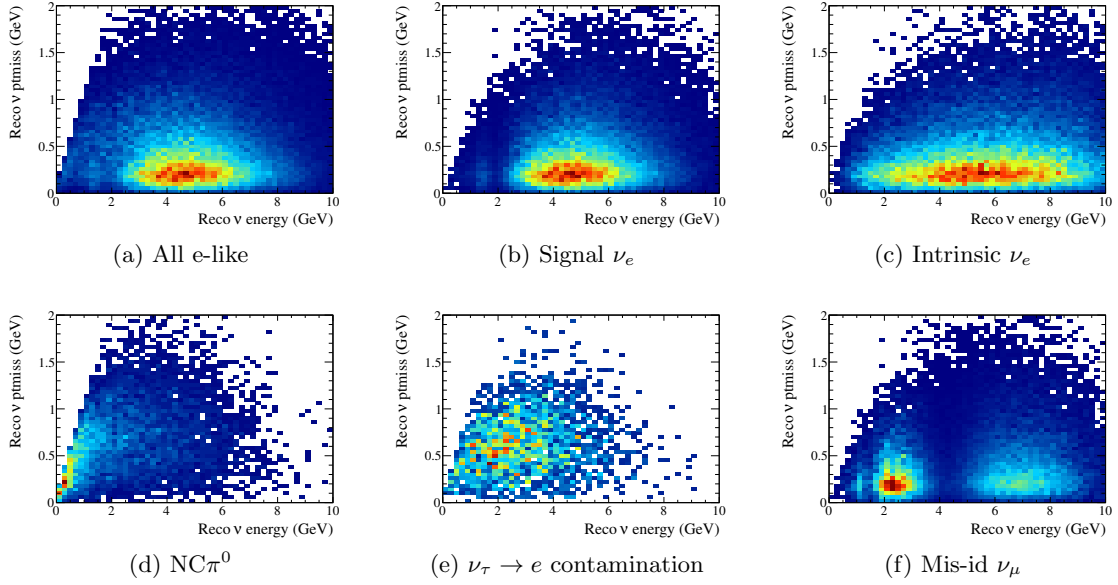 Reco ν ptmiss (GeV)
2
1.5
1
0.5
0
0 2 4 6 8 10
Reco ν energy (GeV)
(a) All e-like
Reco ν ptmiss (GeV)
2
1.5
1
0.5
0
0 2 4 6 8 10
Reco ν energy (GeV)
(b) Signal νₑ
Reco ν ptmiss (GeV)
2
1.5
1
0.5
0
0 2 4 6 8 10
Reco ν energy (GeV)
(c) Intrinsic νₑ
Reco ν ptmiss (GeV)
2
1.5
1
0.5
0
0 2 4 6 8 10
Reco ν energy (GeV)
(d) NCπ⁰
Reco ν ptmiss (GeV)
2
1.5
1
0.5
0
0 2 4 6 8 10
Reco ν energy (GeV)
(e) ν_τ → e contamination
Reco ν ptmiss (GeV)
2
1.5
1
0.5
0
0 2 4 6 8 10
Reco ν energy (GeV)
(f) Mis-id ν_μ